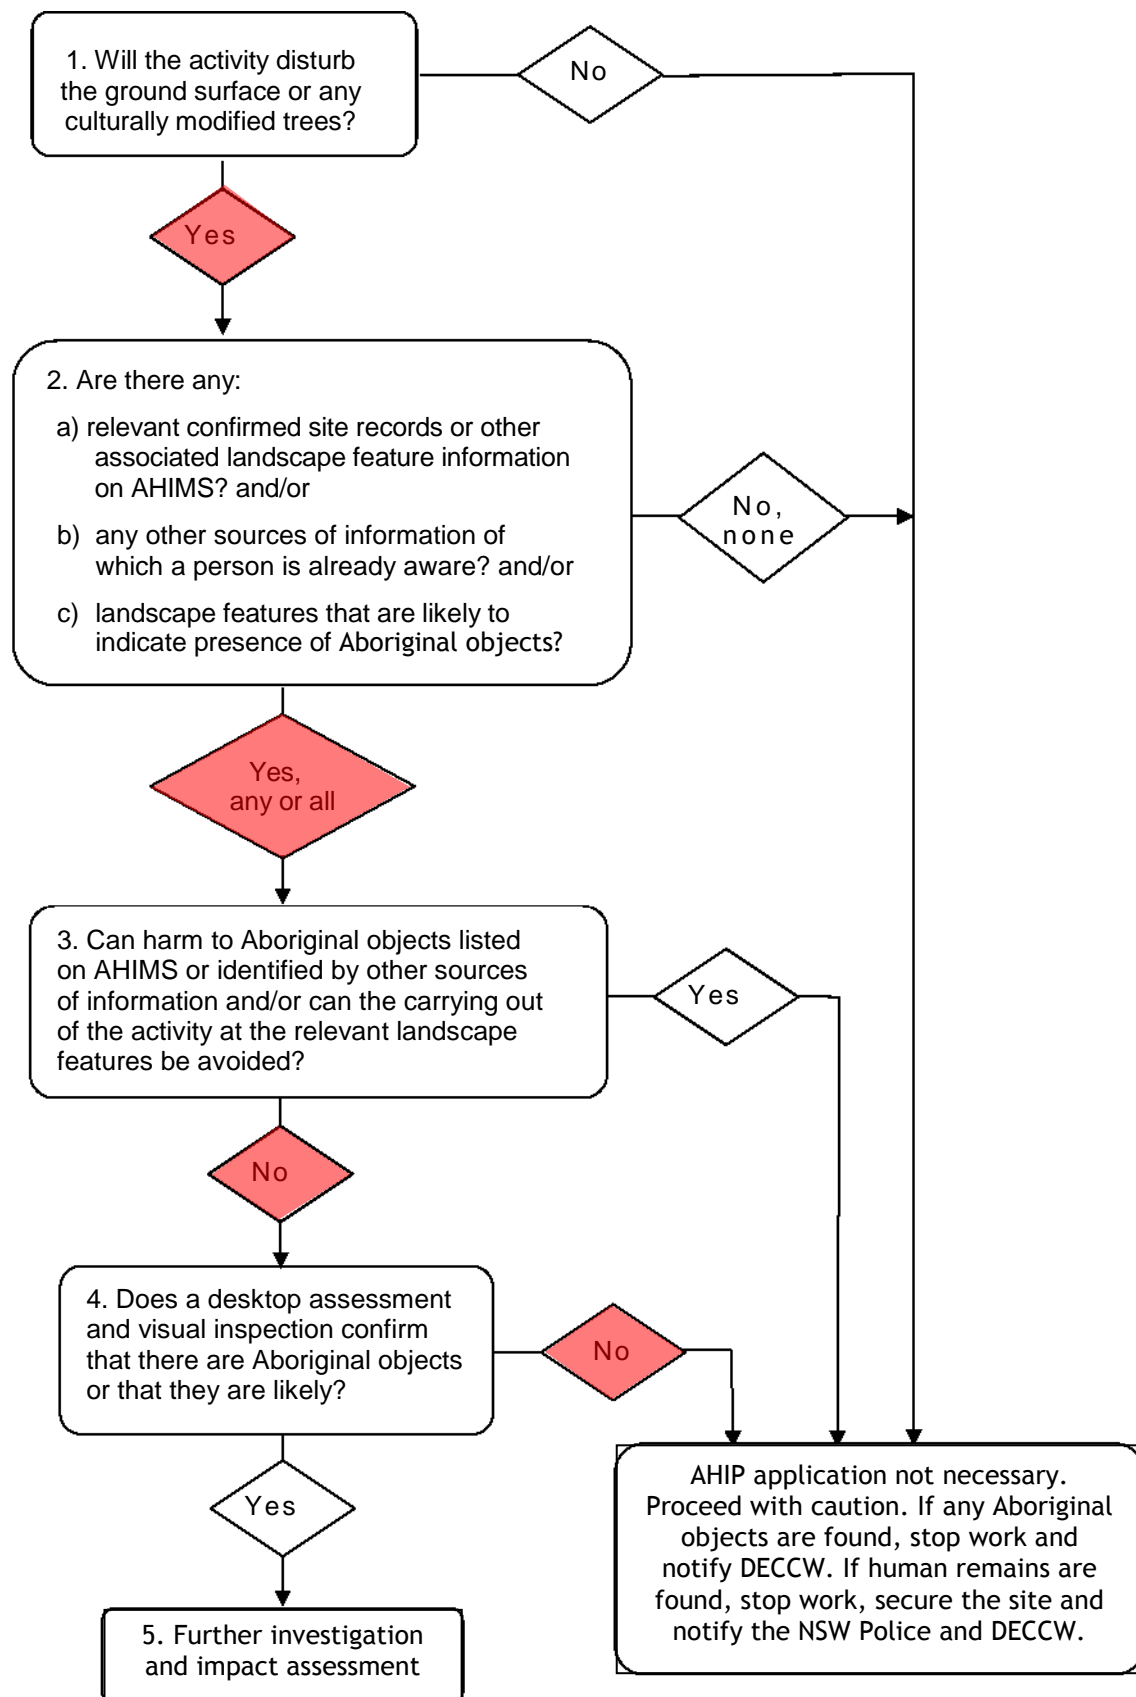 1. Will the activity disturb
the ground surface or any
culturally modified trees?
No
Yes
2. Are there any:
a) relevant confirmed site records or other
associated landscape feature information
on AHIMS? and/or
b) any other sources of information of
which a person is already aware? and/or
c) landscape features that are likely to
indicate presence of Aboriginal objects?
No,
none
Yes,
any or all
3. Can harm to Aboriginal objects listed
on AHIMS or identified by other sources
of information and/or can the carrying out
of the activity at the relevant landscape
features be avoided?
Yes
No
4. Does a desktop assessment
and visual inspection confirm
that there are Aboriginal objects
or that they are likely?
No
Yes
AHIP application not necessary.
Proceed with caution. If any Aboriginal
objects are found, stop work and
notify DECCW. If human remains are
found, stop work, secure the site and
notify the NSW Police and DECCW.
5. Further investigation
and impact assessment